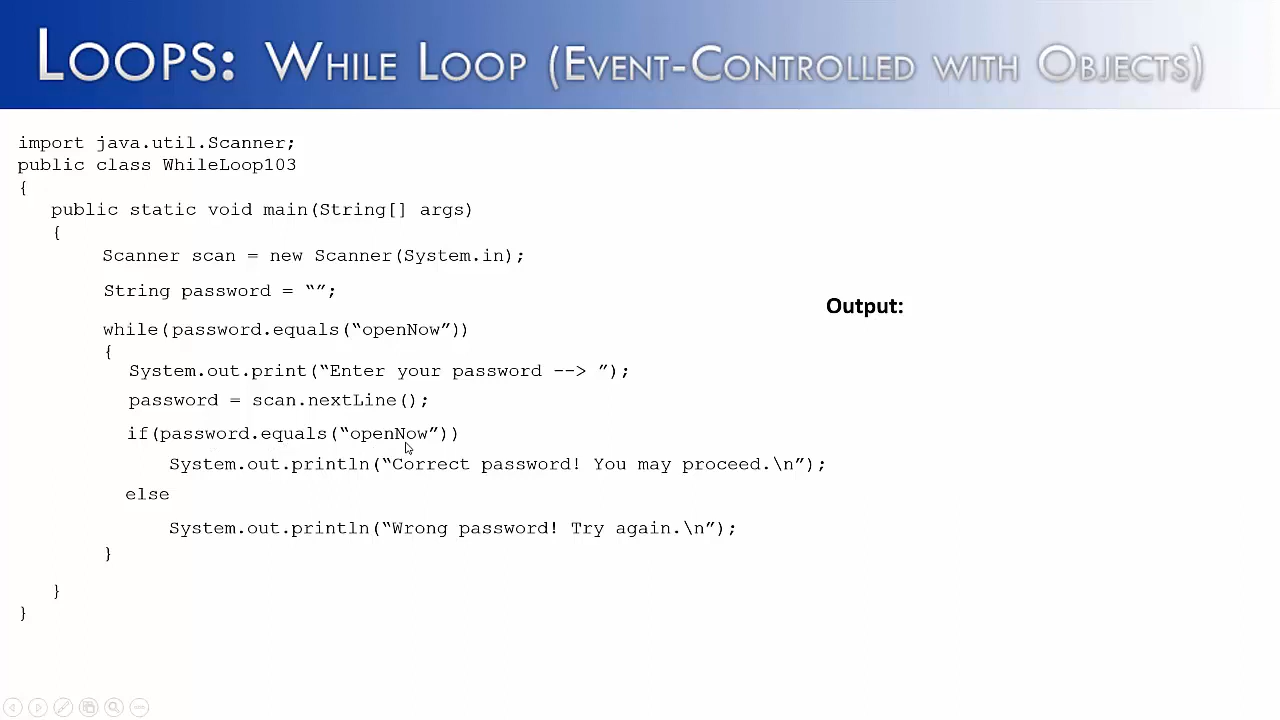 LOOPS: WHILE LOOP (EVENT-CONTROLLED WITH OBJECTS)
import java.util.Scanner;
public class WhileLoop103
{
public static void main(String[] args)
{
Scanner scan = new Scanner(System.in);
String password = “”;
Output:
while(password.equals(“openNow”))
{
System.out.print(“Enter your password --> ”);
password = scan.nextLine();
if(password.equals(“openNow”))
System.out.println(“Correct password! You may proceed.\n”);
else
System.out.println(“Wrong password! Try again.\n”);
}
}
}